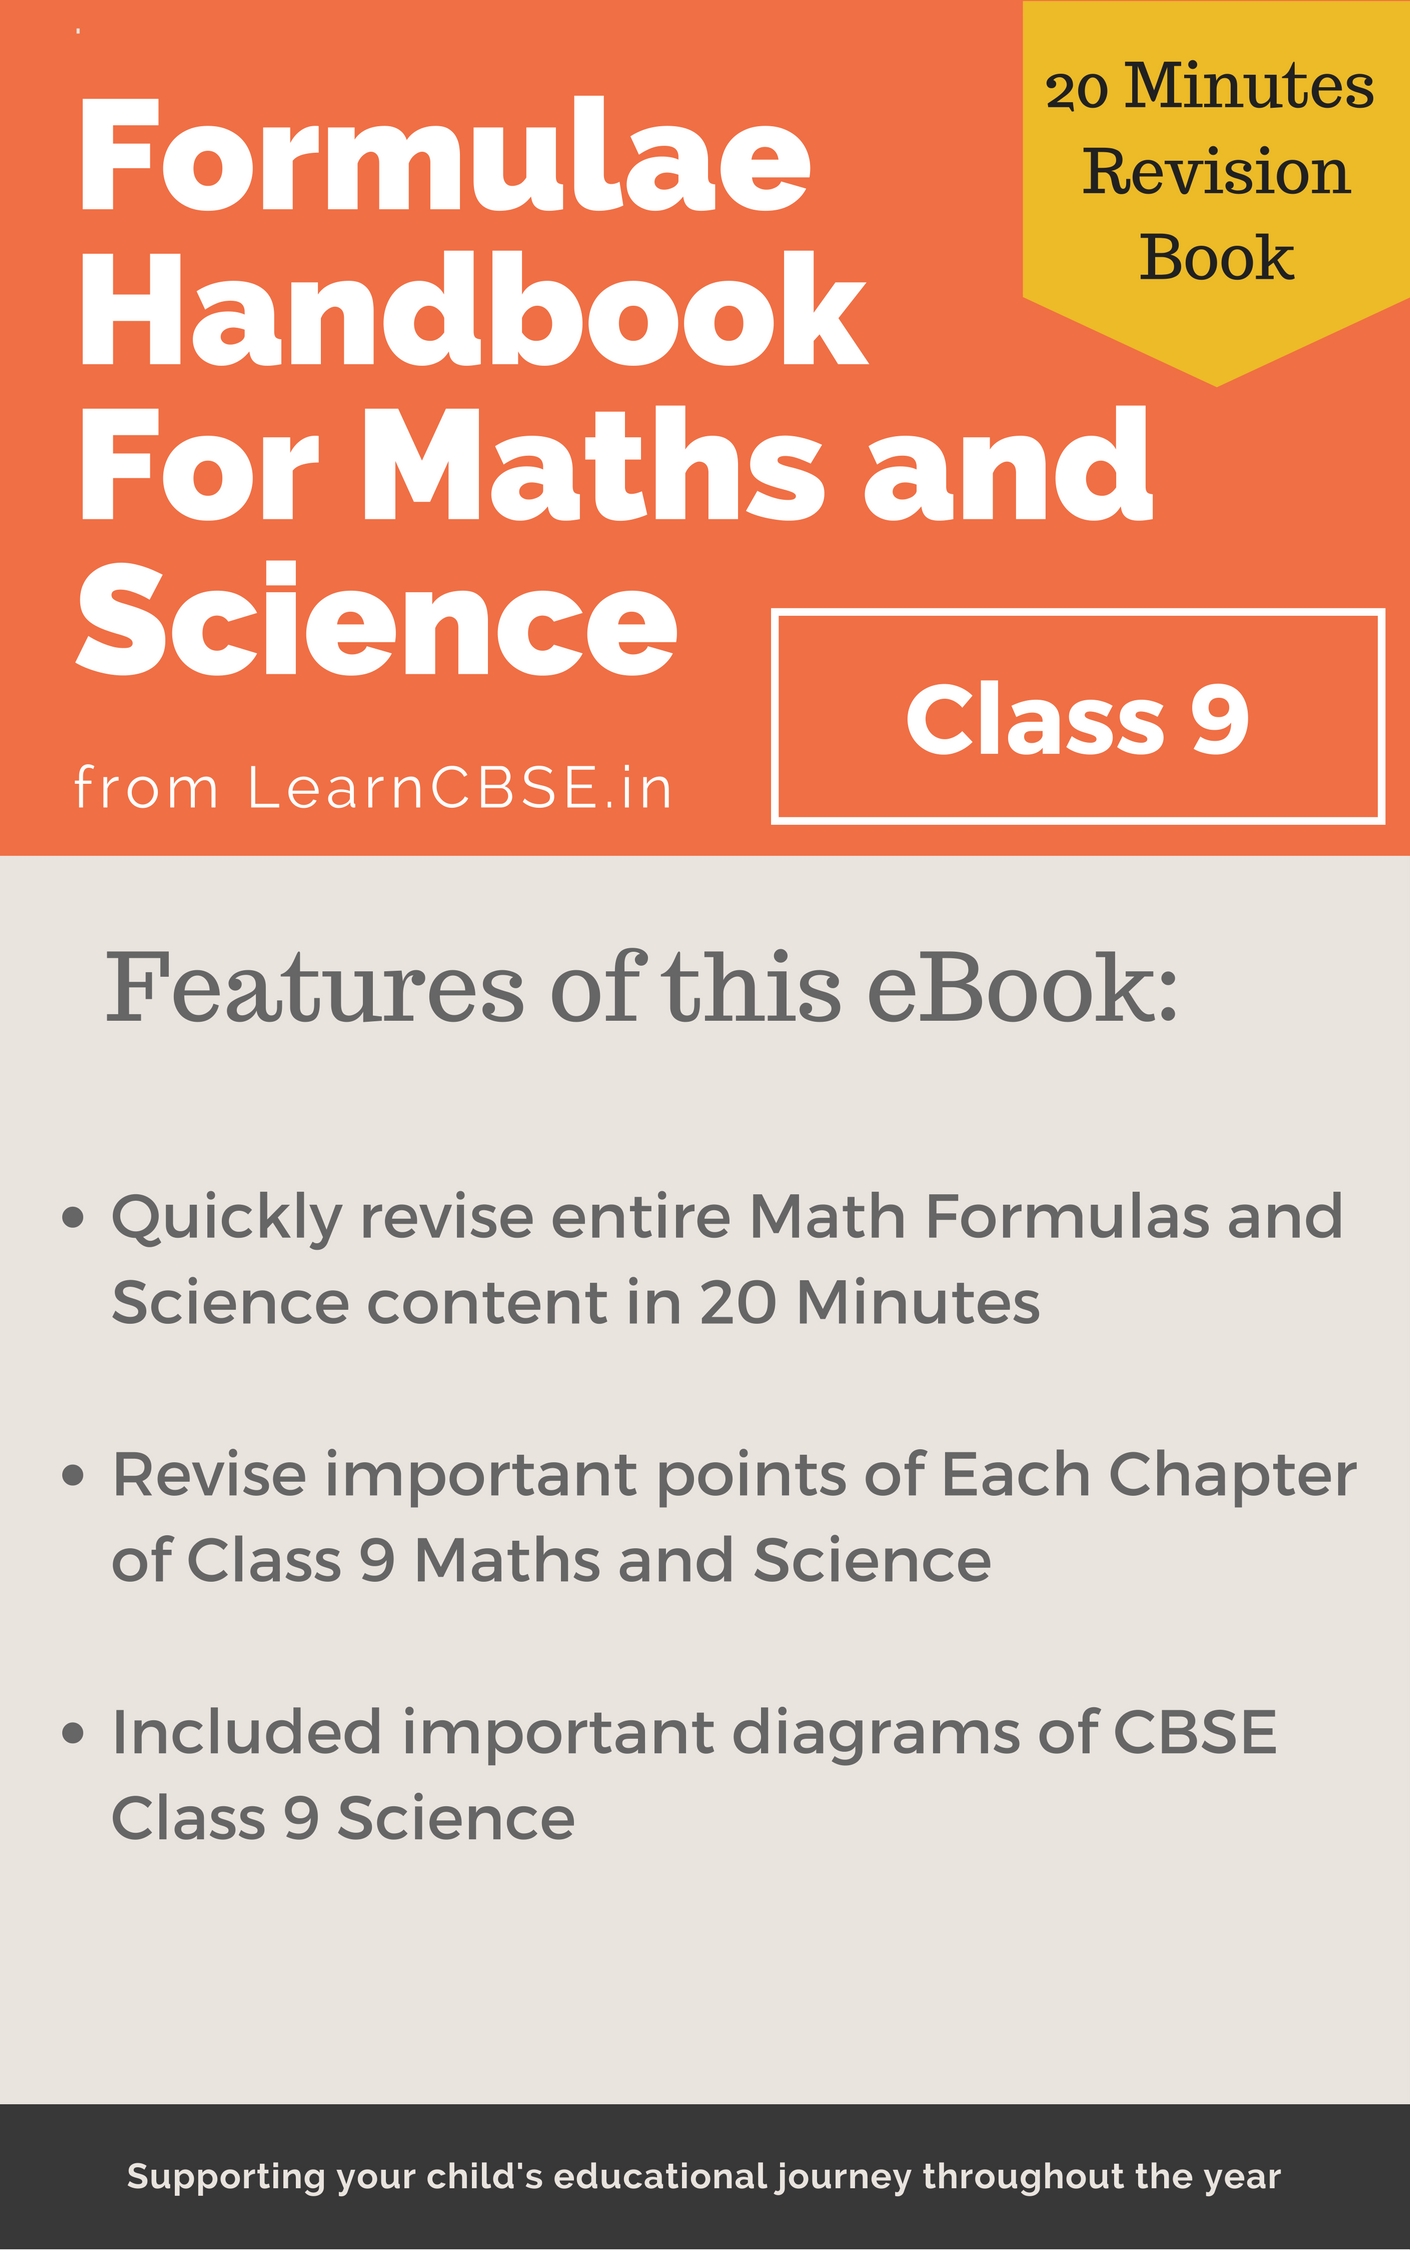 20 Minutes
Revision
Book
Formulae
Handbook
For Maths and
Science
Class 9
from LearnCBSE.in
Features of this eBook:
• Quickly revise entire Math Formulas and
Science content in 20 Minutes
• Revise important points of Each Chapter
of Class 9 Maths and Science
• Included important diagrams of CBSE
Class 9 Science
Supporting your child's educational journey throughout the year